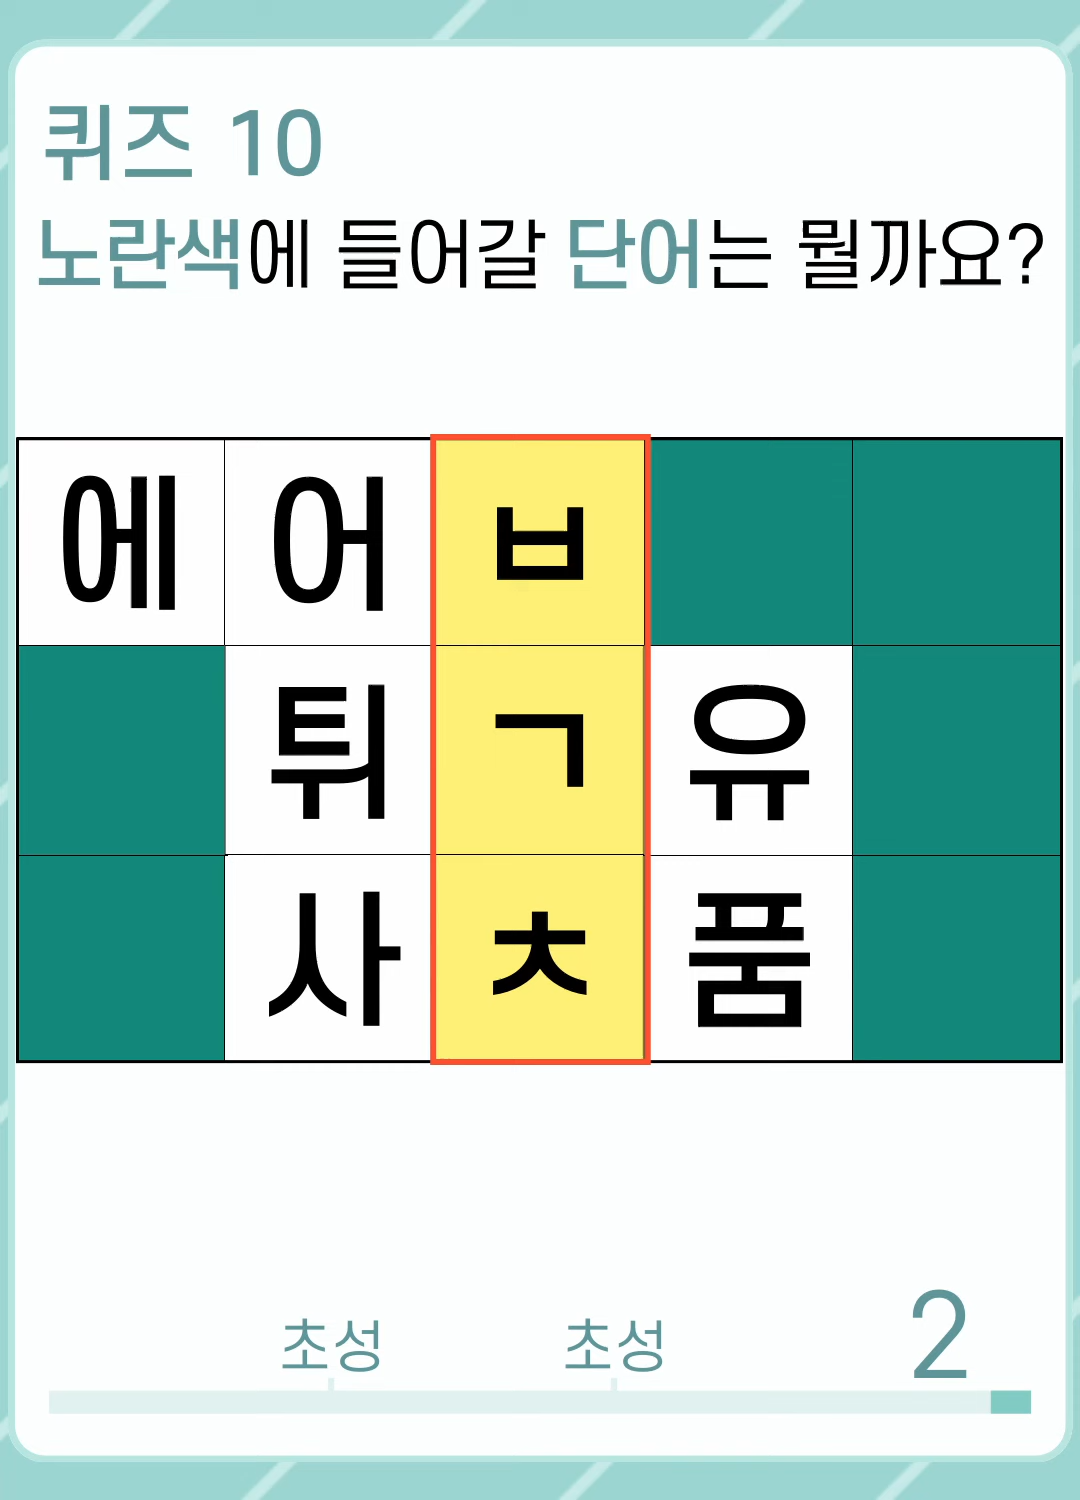 퀴즈 10
노란색에 들어갈 단어는 뭘까요?
에 어 ㅂ
튀 ㄱ 유
사 ㅊ 품
초성 초성 2